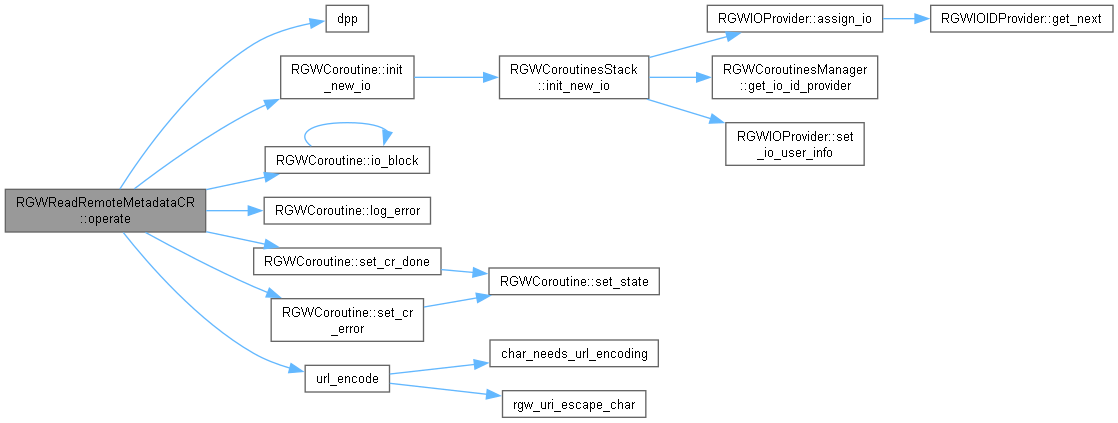 RGWReadRemoteMetadataCR
::operate
dpp
RGWCoroutine::init
_new_io
RGWCoroutinesStack
::init_new_io
RGWIOProvider::assign_io
RGWIOIDProvider::get_next
RGWCoroutinesManager
::get_io_id_provider
RGWIOProvider::set
_io_user_info
RGWCoroutine::io_block
RGWCoroutine::log_error
RGWCoroutine::set_cr_done
RGWCoroutine::set_state
RGWCoroutine::set_cr
_error
url_encode
char_needs_url_encoding
rgw_uri_escape_char